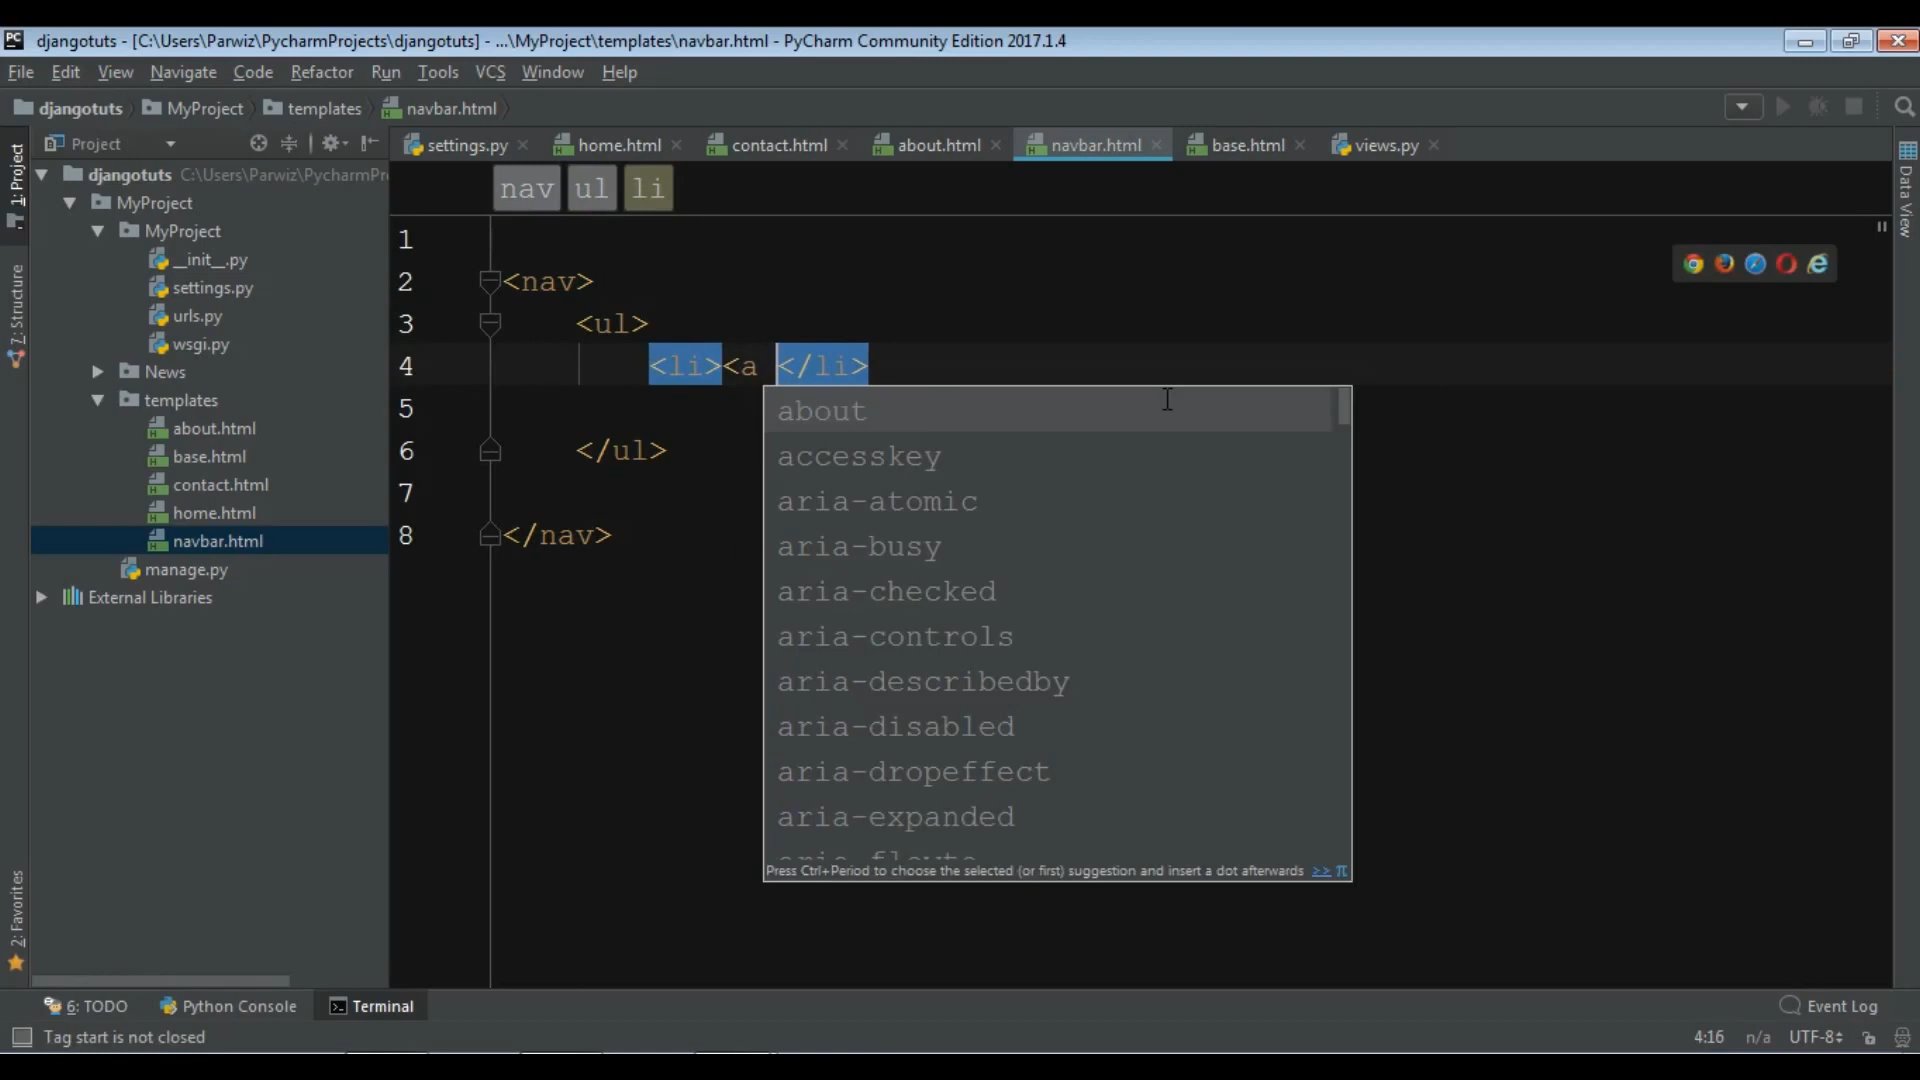 PC djangotuts - [C:\Users\Parwiz\PycharmProjects\djangotuts] - ...\MyProject\templates\navbar.html - PyCharm Community Edition 2017.1.4
File Edit View Navigate Code Refactor Run Tools VCS Window Help
djangotuts MyProject templates navbar.html
Project
settings.py home.html contact.html about.html navbar.html base.html views.py
1: Project
7: Structure
2: Favorites
Data View
djangotuts C:\Users\Parwiz\PycharmPr
MyProject
MyProject
__init__.py
settings.py
urls.py
wsgi.py
News
templates
about.html
base.html
contact.html
home.html
navbar.html
manage.py
External Libraries
nav ul li
1
2 <nav>
3 <ul>
4 <li><a </li>
5
6 </ul>
7
8 </nav>
about
accesskey
aria-atomic
aria-busy
aria-checked
aria-controls
aria-describedby
aria-disabled
aria-dropeffect
aria-expanded
Press Ctrl+Period to choose the selected (or first) suggestion and insert a dot afterwards >> π
6: TODO Python Console Terminal Event Log
Tag start is not closed 4:16 n/a UTF-8